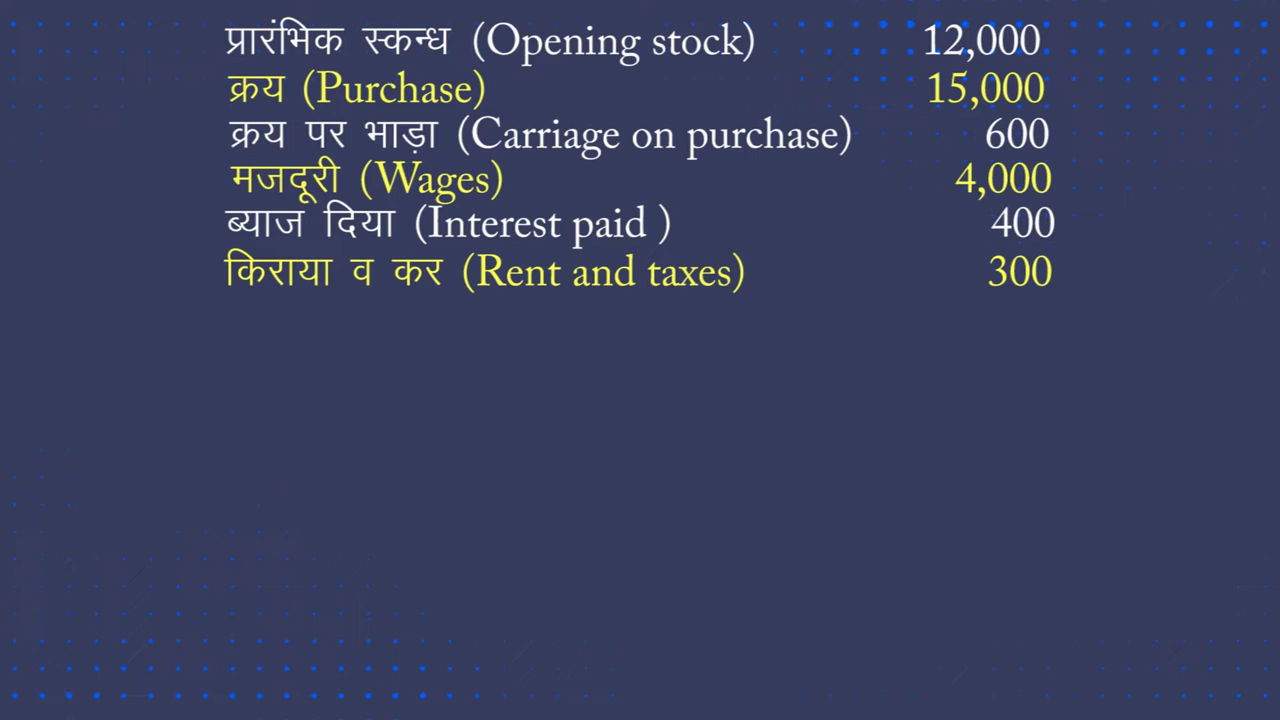 प्रारंभिक स्कन्ध (Opening stock) 12,000
क्रय (Purchase) 15,000
क्रय पर भाड़ा (Carriage on purchase) 600
मजदूरी (Wages) 4,000
ब्याज दिया (Interest paid ) 400
किराया व कर (Rent and taxes) 300